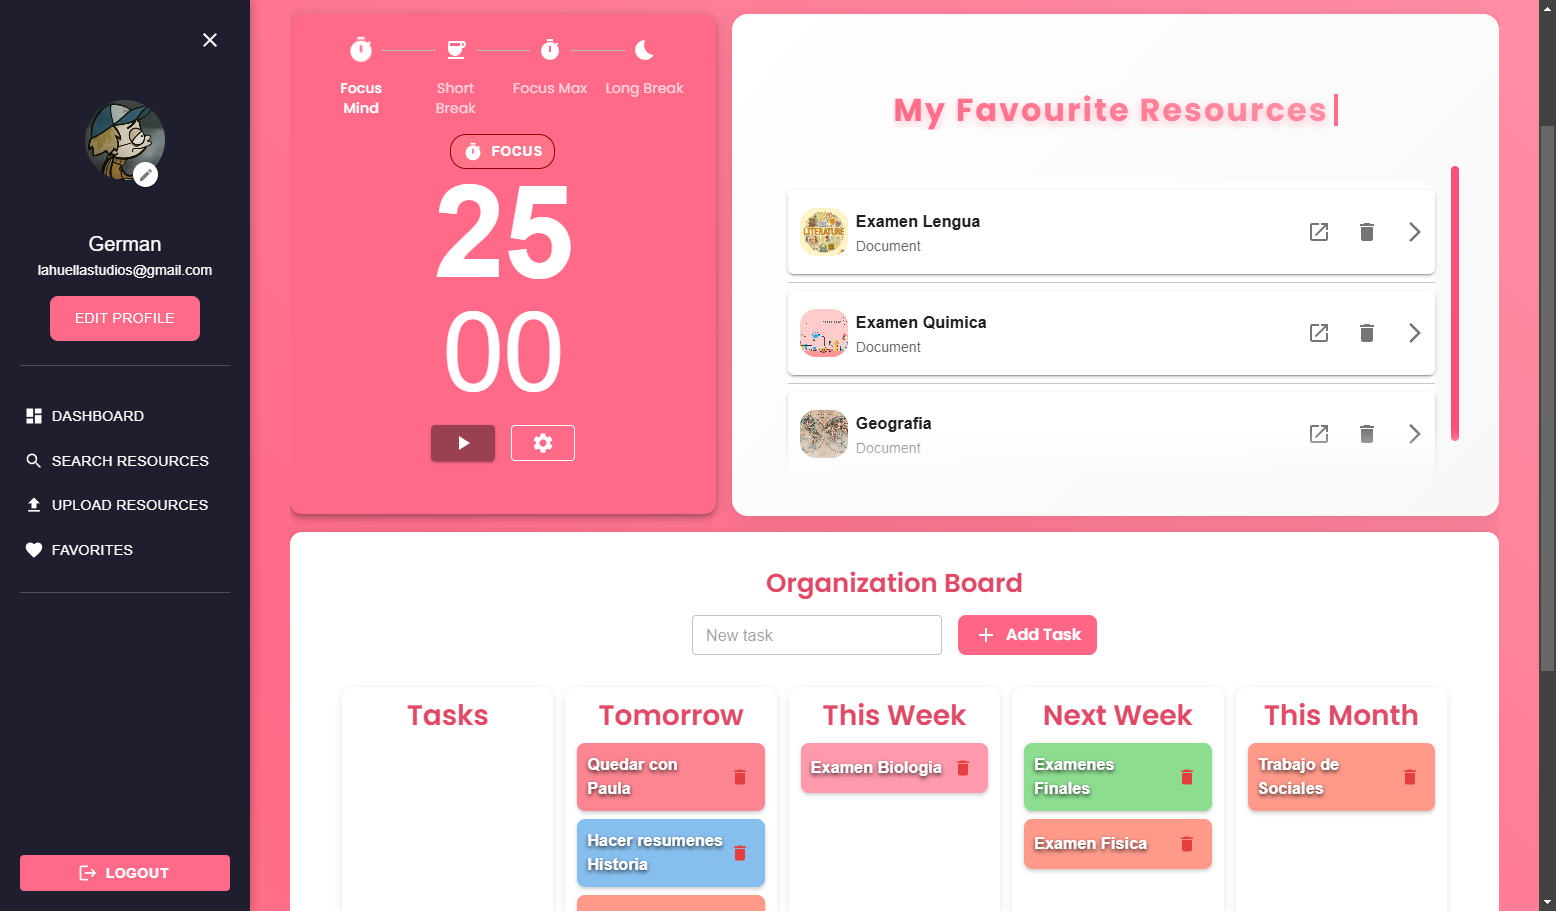 German
lahuellastudios@gmail.com
EDIT PROFILE
DASHBOARD
SEARCH RESOURCES
UPLOAD RESOURCES
FAVORITES
LOGOUT
Focus
Mind
Short
Break
Focus Max
Long Break
FOCUS
25
00
My Favourite Resources
LITERATURE
Examen Lengua
Document
Examen Quimica
Document
Geografia
Document
Organization Board
New task
Add Task
Tasks
Tomorrow
Quedar con
Paula
Hacer resumenes
Historia
This Week
Examen Biologia
Next Week
Examenes
Finales
Examen Fisica
This Month
Trabajo de
Sociales